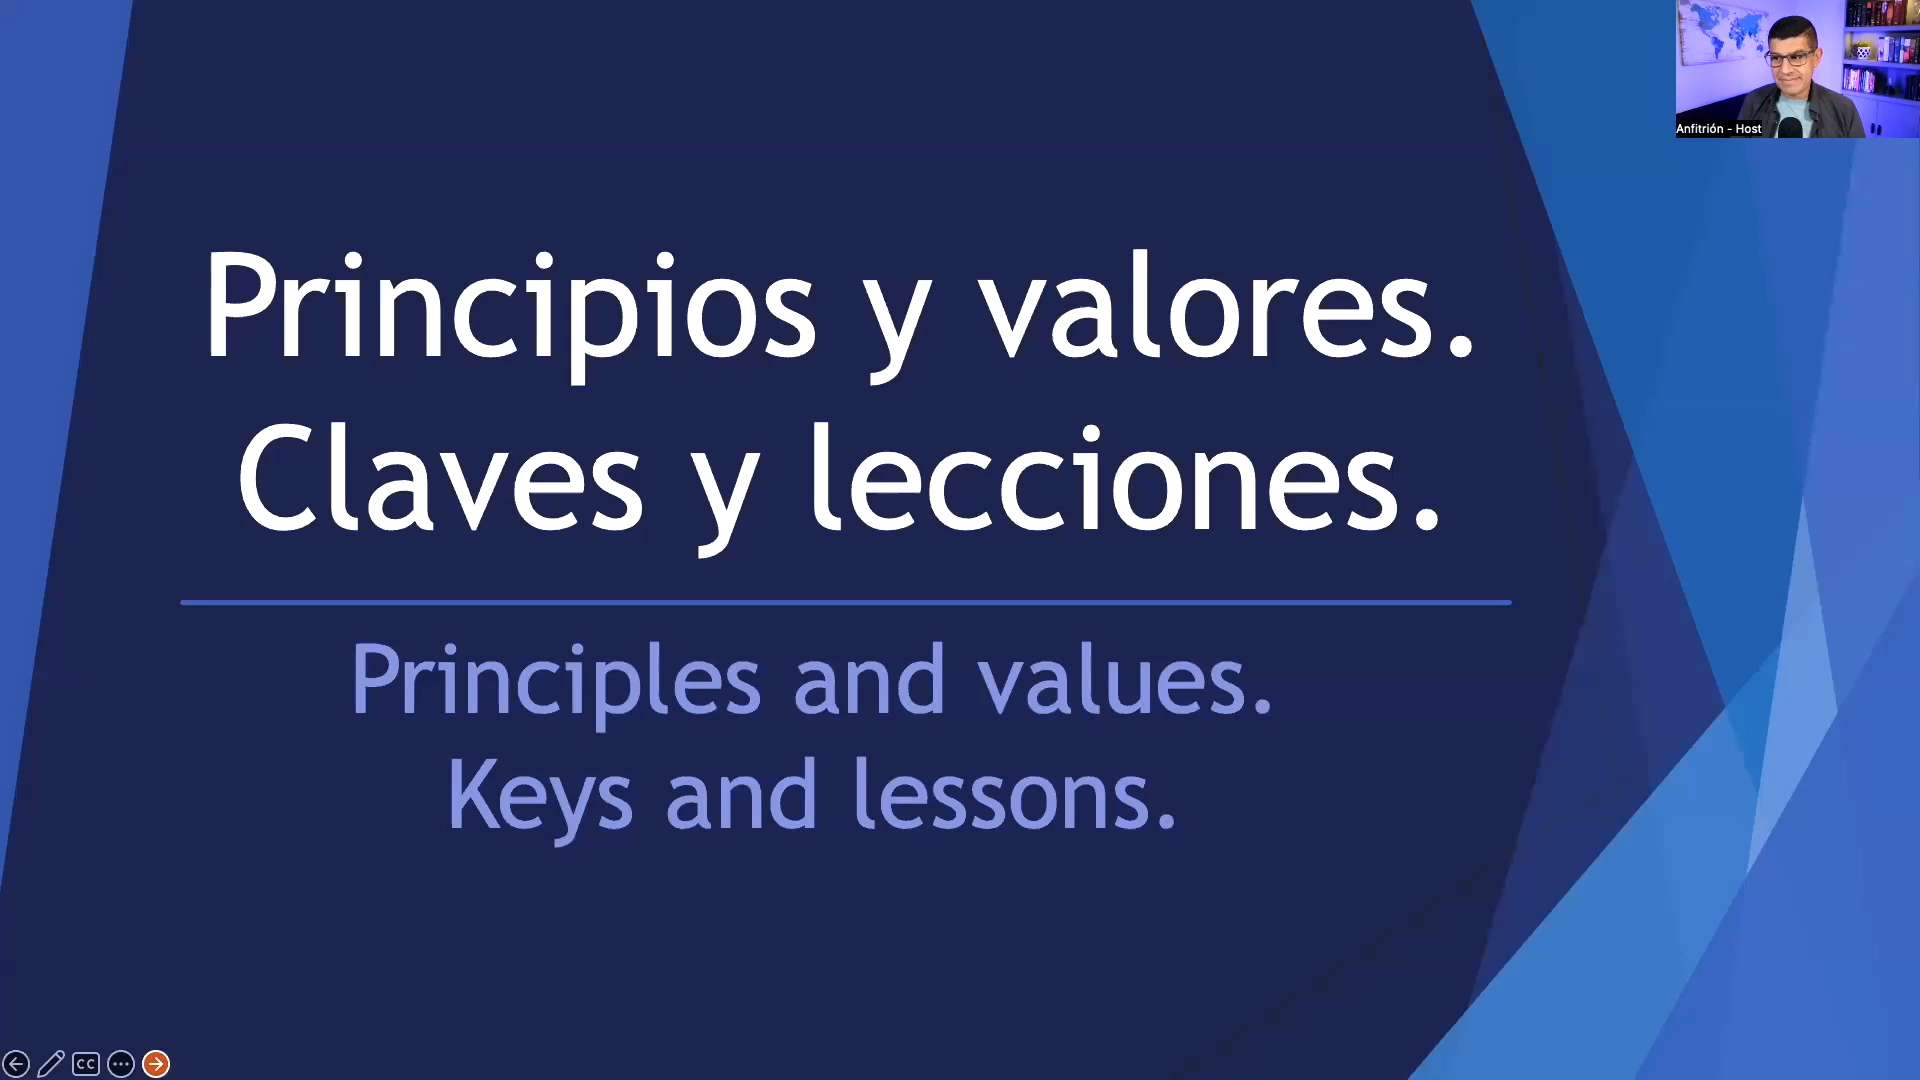 Anfitrión - Host
Principios y valores.
Claves y lecciones.
Principles and values.
Keys and lessons.
CC